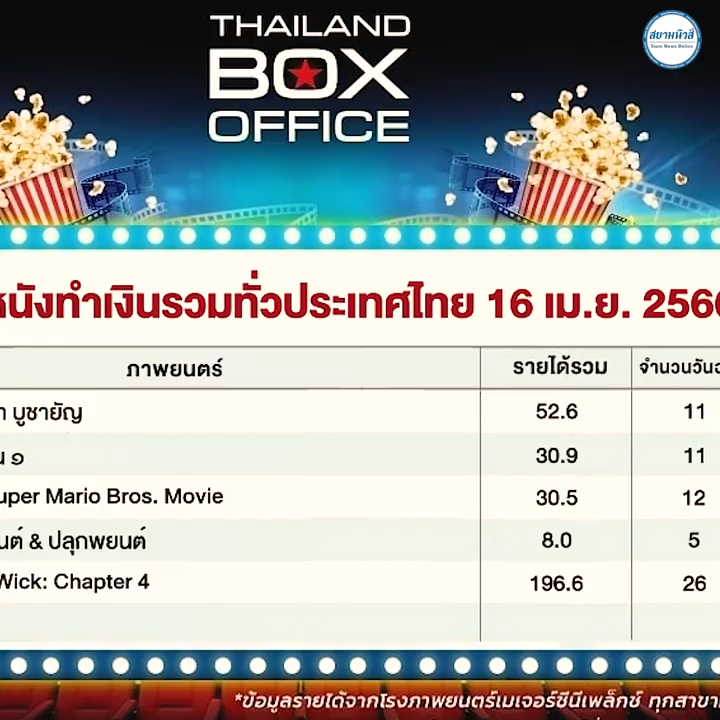 THAILAND
BOX
OFFICE
สยามนิวส์
Siam News Online
หนังทำเงินรวมทั่วประเทศไทย 16 เม.ย. 256
ภาพยนตร์ รายได้รวม จำนวนวัน
บูชายัญ 52.6 11
๑ 30.9 11
uper Mario Bros. Movie 30.5 12
นต์ & ปลุกพยนต์ 8.0 5
Wick: Chapter 4 196.6 26
*ข้อมูลรายได้จากโรงภาพยนตร์เมเจอร์ซีนีเพล็กซ์ ทุกสาขา